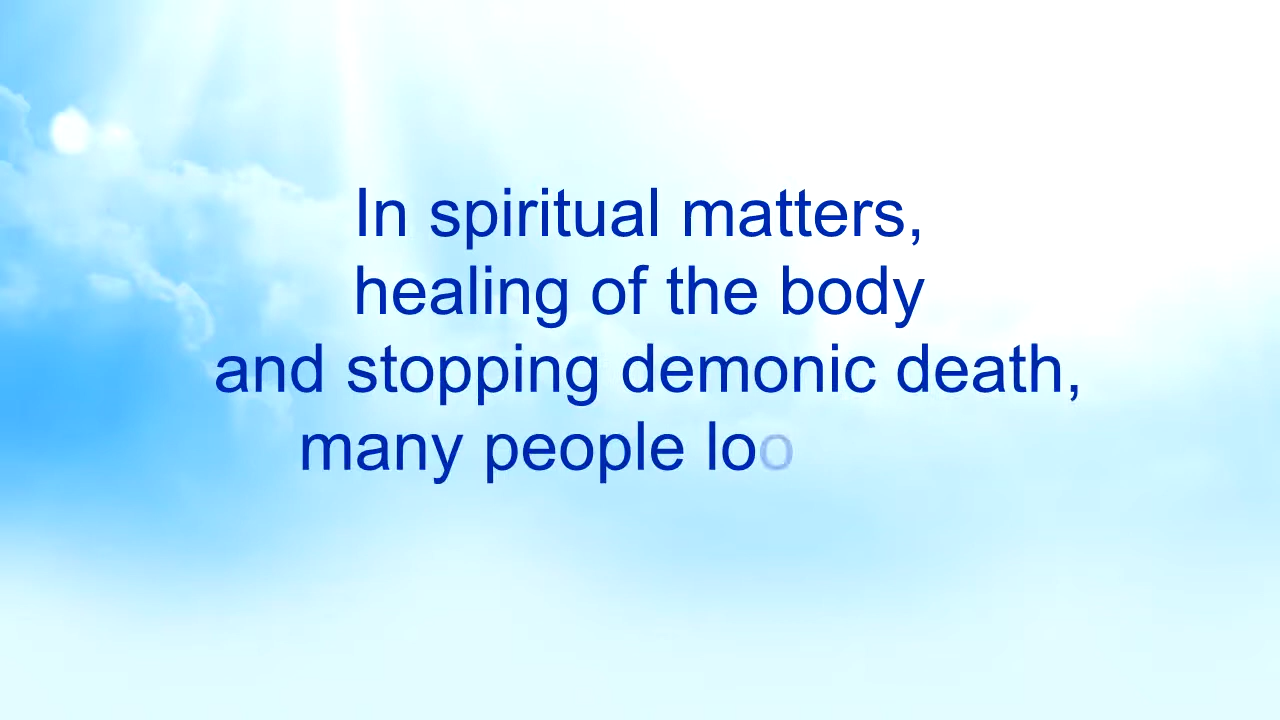 In spiritual matters,
healing of the body
and stopping demonic death,
many people loo